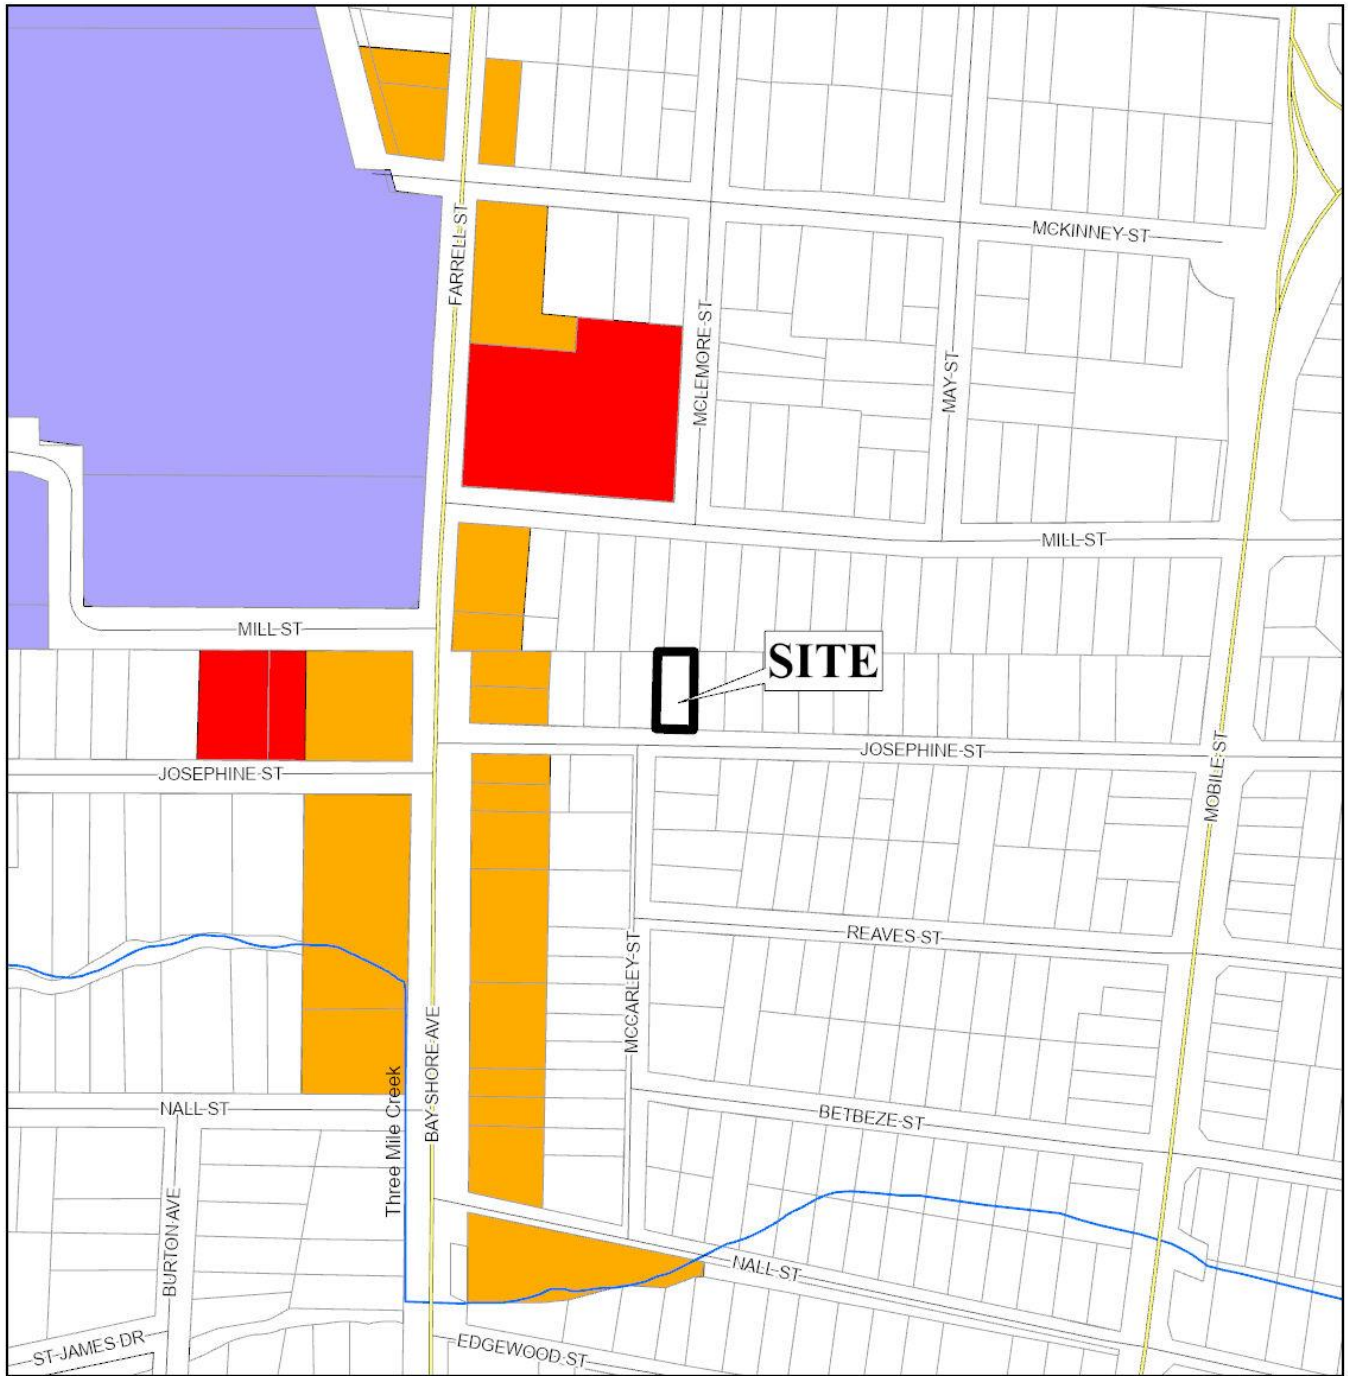 MCKINNEY ST
FARRELL ST
MCLEMORE ST
MAY ST
MILL ST
MILL ST
SITE
JOSEPHINE ST
JOSEPHINE ST
MOBILE ST
REAVES ST
MCCARLEY ST
BAY SHORE AVE
Three Mile Creek
NALL ST
BETBEZE ST
BURTON AVE
NALL ST
ST JAMES DR
EDGEWOOD ST